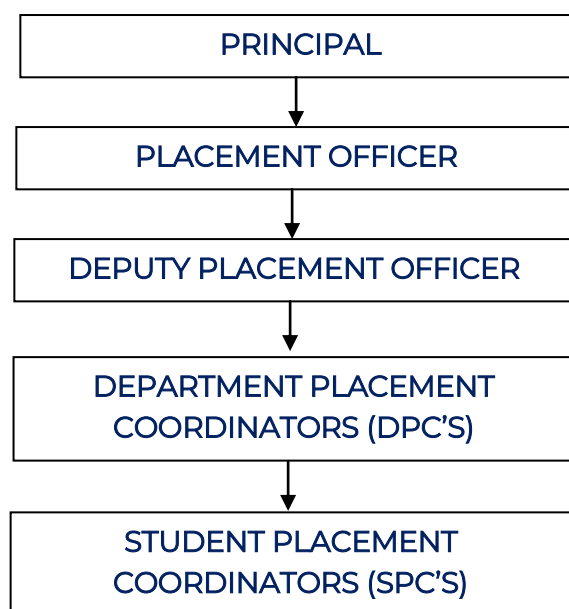 PRINCIPAL
PLACEMENT OFFICER
DEPUTY PLACEMENT OFFICER
DEPARTMENT PLACEMENT
COORDINATORS (DPC’S)
STUDENT PLACEMENT
COORDINATORS (SPC’S)